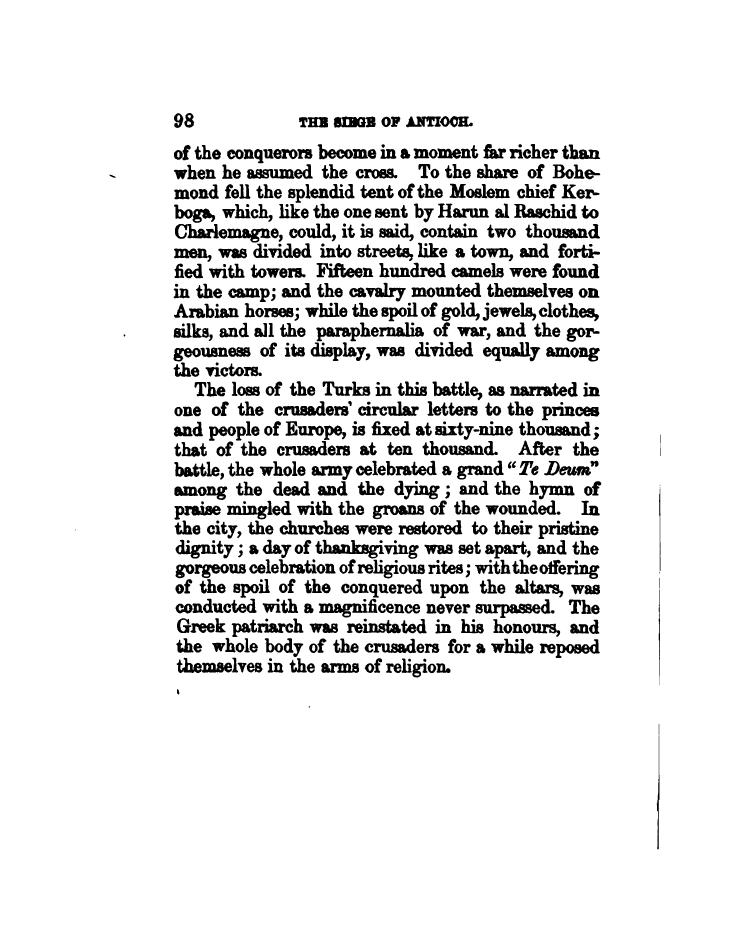 98 THE SIEGE OF ANTIOCH.
of the conquerors become in a moment far richer than
when he assumed the cross. To the share of Bohe-
mond fell the splendid tent of the Moslem chief Ker-
boga, which, like the one sent by Harun al Raschid to
Charlemagne, could, it is said, contain two thousand
men, was divided into streets, like a town, and forti-
fied with towers. Fifteen hundred camels were found
in the camp; and the cavalry mounted themselves on
Arabian horses; while the spoil of gold, jewels, clothes,
silks, and all the paraphernalia of war, and the gor-
geousness of its display, was divided equally among
the victors.
The loss of the Turks in this battle, as narrated in
one of the crusaders' circular letters to the princes
and people of Europe, is fixed at sixty-nine thousand;
that of the crusaders at ten thousand. After the
battle, the whole army celebrated a grand "Te Deum"
among the dead and the dying; and the hymn of
praise mingled with the groans of the wounded. In
the city, the churches were restored to their pristine
dignity; a day of thanksgiving was set apart, and the
gorgeous celebration of religious rites; with the offering
of the spoil of the conquered upon the altars, was
conducted with a magnificence never surpassed. The
Greek patriarch was reinstated in his honours, and
the whole body of the crusaders for a while reposed
themselves in the arms of religion.